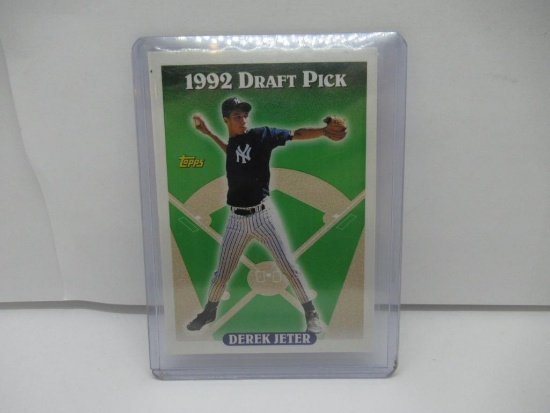 1992 DRAFT PICK
NY
Topps
DEREK JETER